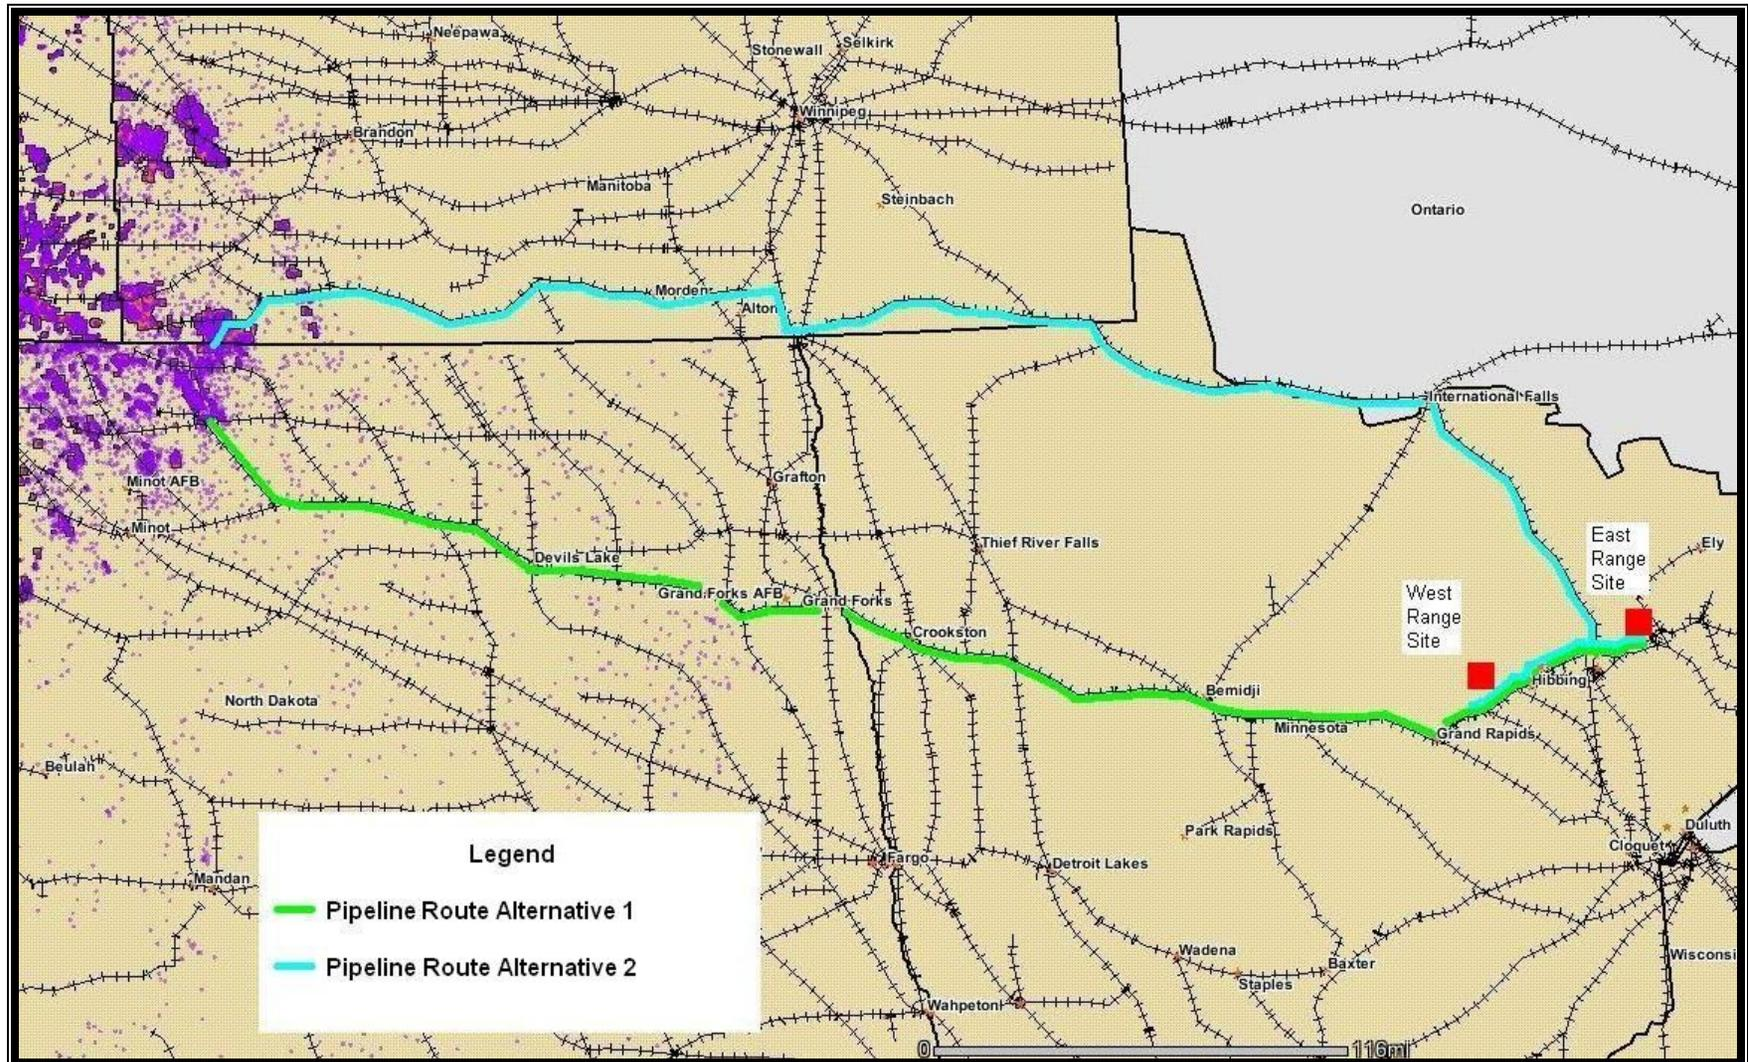 Neepawa
Stonewall
Selkirk
Winnipeg
Brandon
Manitoba
Steinbach
Ontario
Morden
Alton
International Falls
Minot AFB
Grafton
Minot
Thief River Falls
East
Range
Site
Ely
Devils Lake
West
Range
Site
Grand Forks AFB
Grand Forks
Crookston
Hibbing
Bemidji
North Dakota
Minnesota
Grand Rapids
Beulah
Duluth
Park Rapids
Cloquet
Fargo
Detroit Lakes
Mandan
Legend
Pipeline Route Alternative 1
Pipeline Route Alternative 2
Wadena
Wisconsi
Baxter
Staples
Wahpeton
0 116mi